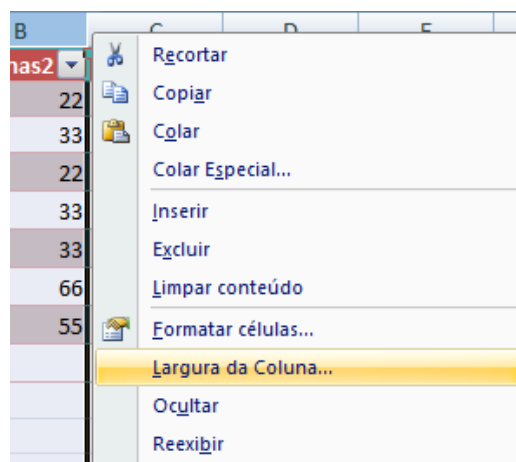 B
nas2
22
33
22
33
33
66
55
Recortar
Copiar
Colar
Colar Especial...
Inserir
Excluir
Limpar conteúdo
Formatar células...
Largura da Coluna...
Ocultar
Reexibir